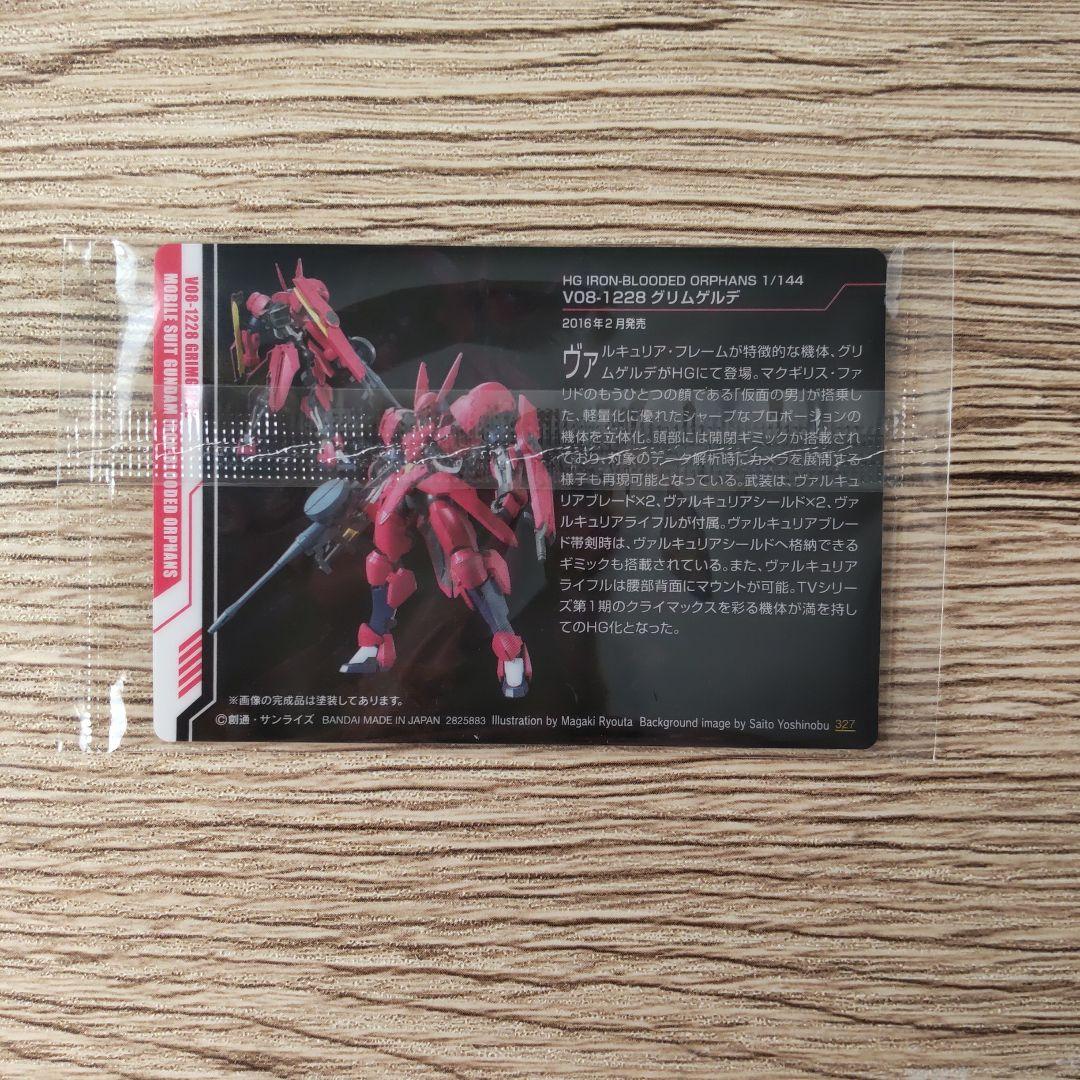 V08-1228 GRIMG
MOBILE SUIT GUNDAM IRON-BLOODED ORPHANS
HG IRON-BLOODED ORPHANS 1/144
V08-1228 グリムゲルデ
2016年2月発売
ヴァルキュリア・フレームが特徴的な機体、グリ
ムゲルデがHGにて登場。マクギリス・ファ
リドのもうひとつの顔である「仮面の男」が搭乗し
た、軽量化に優れたシャープなプロポーションの
機体を立体化。頭部には開閉ギミックが搭載され
ており、対象のデータ解析時にカメラを展開する
様子も再現可能となっている。武装は、ヴァルキュ
リアブレード×2、ヴァルキュリアシールド×2、ヴァ
ルキュリアライフルが付属。ヴァルキュリアブレー
ド帯剣時は、ヴァルキュリアシールドへ格納できる
ギミックも搭載されている。また、ヴァルキュリア
ライフルは腰部背面にマウントが可能。TVシリー
ズ第1期のクライマックスを彩る機体が満を持し
てのHG化となった。
※画像の完成品は塗装してあります。
©創通・サンライズ BANDAI MADE IN JAPAN 2825883 Illustration by Magaki Ryouta Background image by Saito Yoshinobu 327